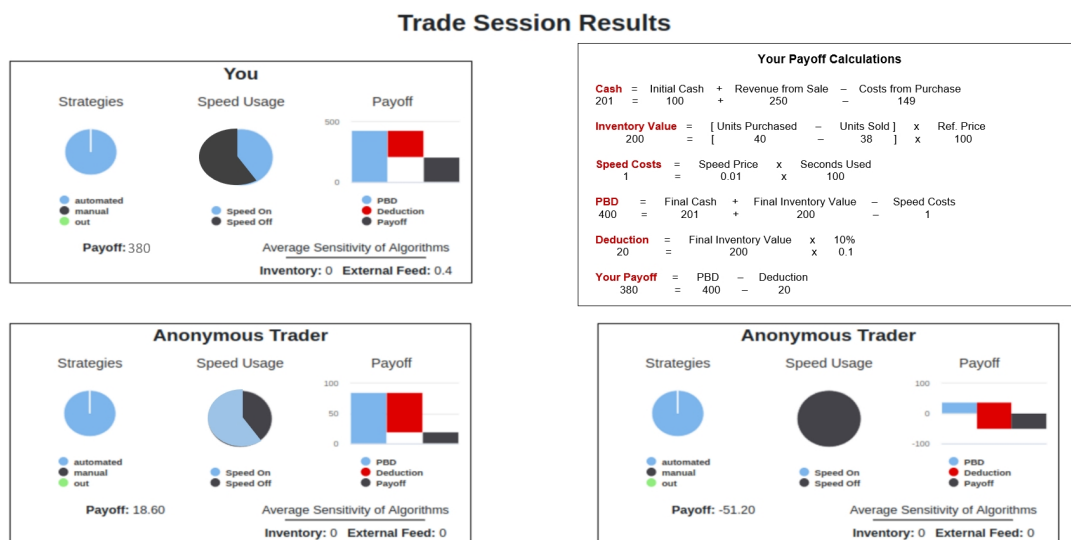 Trade Session Results
You
Strategies Speed Usage Payoff
500
0
automated
manual
out
Speed On
Speed Off
PBD
Deduction
Payoff
Payoff: 380
Average Sensitivity of Algorithms
Inventory: 0 External Feed: 0.4
Your Payoff Calculations
Cash = Initial Cash + Revenue from Sale – Costs from Purchase
201 = 100 + 250 – 149
Inventory Value = [ Units Purchased – Units Sold ] x Ref. Price
200 = [ 40 – 38 ] x 100
Speed Costs = Speed Price x Seconds Used
1 = 0.01 x 100
PBD = Final Cash + Final Inventory Value – Speed Costs
400 = 201 + 200 – 1
Deduction = Final Inventory Value x 10%
20 = 200 x 0.1
Your Payoff = PBD – Deduction
380 = 400 – 20
Anonymous Trader
Strategies Speed Usage Payoff
100
50
0
automated
manual
out
Speed On
Speed Off
PBD
Deduction
Payoff
Payoff: 18.60
Average Sensitivity of Algorithms
Inventory: 0 External Feed: 0
Anonymous Trader
Strategies Speed Usage Payoff
100
0
-100
automated
manual
out
Speed On
Speed Off
PBD
Deduction
Payoff
Payoff: -51.20
Average Sensitivity of Algorithms
Inventory: 0 External Feed: 0